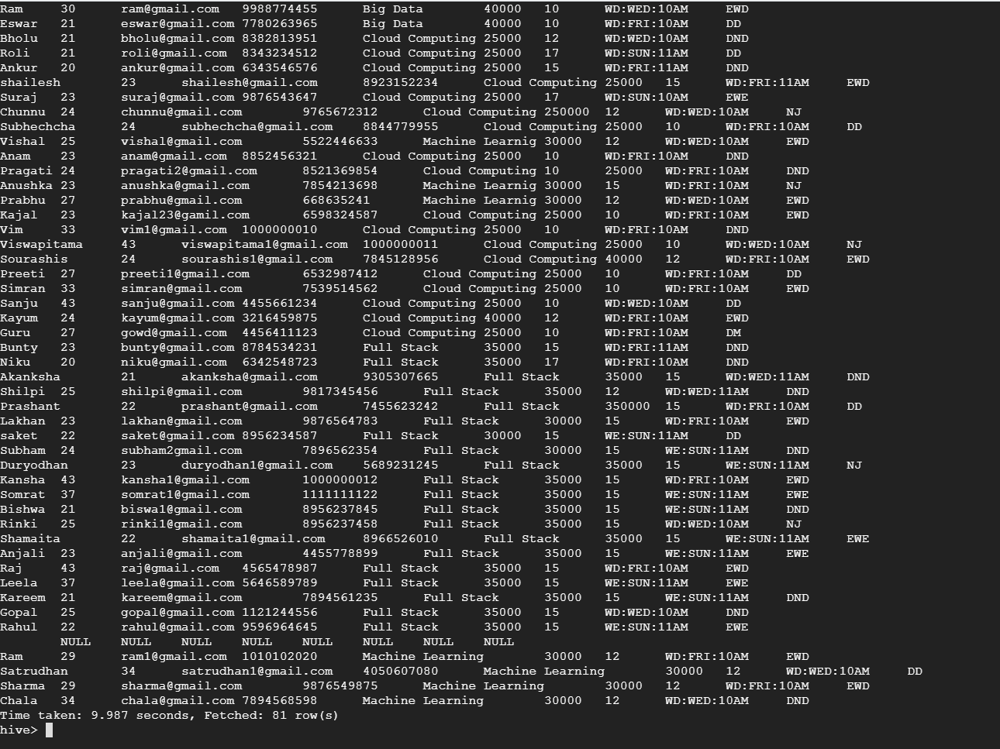 Ram 30 ram@gmail.com 9988774455 Big Data 40000 10 WD:WED:10AM EWD
Eswar 21 eswar@gmail.com 7780263965 Big Data 40000 10 WD:FRI:10AM DD
Bholu 21 bholu@gmail.com 8382813951 Cloud Computing 25000 12 WD:WED:10AM DND
Roli 21 roli@gmail.com 8343234512 Cloud Computing 25000 17 WD:SUN:11AM DD
Ankur 20 ankur@gmail.com 6343546576 Cloud Computing 25000 15 WD:FRI:11AM DND
shailesh 23 shailesh@gmail.com 8923152234 Cloud Computing 25000 15 WD:FRI:11AM EWD
Suraj 23 suraj@gmail.com 9876543647 Cloud Computing 25000 17 WD:SUN:10AM EWE
Chunnu 24 chunnu@gmail.com 9765672312 Cloud Computing 250000 12 WD:WED:10AM NJ
Subhechcha 24 subhechcha@gmail.com 8844779955 Cloud Computing 25000 10 WD:FRI:10AM DD
Vishal 25 vishal@gmail.com 5522446633 Machine Learnig 30000 12 WD:WED:10AM EWD
Anam 23 anam@gmail.com 8852456321 Cloud Computing 25000 10 WD:FRI:10AM DND
Pragati 24 pragati2@gmail.com 8521369854 Cloud Computing 10 25000 WD:FRI:10AM DND
Anushka 23 anushka@gmail.com 7854213698 Machine Learnig 30000 15 WD:FRI:10AM NJ
Prabhu 27 prabhu@gmail.com 668635241 Machine Learnig 30000 12 WD:WED:10AM EWD
Kajal 23 kajal23@gamil.com 6598324587 Cloud Computing 25000 10 WD:FRI:10AM EWD
Vim 33 vim1@gmail.com 1000000010 Cloud Computing 25000 10 WD:FRI:10AM DND
Viswapitama 43 viswapitama1@gmail.com 1000000011 Cloud Computing 25000 10 WD:WED:10AM NJ
Sourashis 24 sourashis1@gmail.com 7845128956 Cloud Computing 40000 12 WD:FRI:10AM EWD
Preeti 27 preeti1@gmail.com 6532987412 Cloud Computing 25000 10 WD:FRI:10AM DD
Simran 33 simran@gmail.com 7539514562 Cloud Computing 25000 10 WD:FRI:10AM EWD
Sanju 43 sanju@gmail.com 4455661234 Cloud Computing 25000 10 WD:WED:10AM DD
Kayum 24 kayum@gmail.com 3216459875 Cloud Computing 40000 12 WD:FRI:10AM EWD
Guru 27 gowd@gmail.com 4456411123 Cloud Computing 25000 10 WD:FRI:10AM DM
Bunty 23 bunty@gmail.com 8784534231 Full Stack 35000 15 WD:FRI:10AM DND
Niku 20 niku@gmail.com 6342548723 Full Stack 35000 17 WD:FRI:10AM DND
Akanksha 21 akanksha@gmail.com 9305307665 Full Stack 35000 15 WD:WED:11AM DND
Shilpi 25 shilpi@gmail.com 9817345456 Full Stack 35000 12 WD:WED:11AM DND
Prashant 22 prashant@gmail.com 7455623242 Full Stack 350000 15 WD:FRI:10AM DD
Lakhan 23 lakhan@gmail.com 9876564783 Full Stack 30000 15 WD:FRI:10AM EWD
saket 22 saket@gmail.com 8956234587 Full Stack 30000 15 WE:SUN:11AM DD
Subham 24 subham2gmail.com 7896562354 Full Stack 30000 15 WE:SUN:11AM DND
Duryodhan 23 duryodhan1@gmail.com 5689231245 Full Stack 35000 15 WE:SUN:11AM NJ
Kansha 43 kansha1@gmail.com 1000000012 Full Stack 35000 15 WD:FRI:10AM EWD
Somrat 37 somrat1@gmail.com 1111111122 Full Stack 35000 15 WE:SUN:11AM EWE
Bishwa 21 biswa1@gmail.com 8956237845 Full Stack 35000 15 WE:SUN:11AM DND
Rinki 25 rinki1@gmail.com 8956237458 Full Stack 35000 15 WD:WED:10AM NJ
Shamaita 22 shamaita1@gmail.com 8966526010 Full Stack 35000 15 WE:SUN:11AM EWE
Anjali 23 anjali@gmail.com 4455778899 Full Stack 35000 15 WE:SUN:11AM EWE
Raj 43 raj@gmail.com 4565478987 Full Stack 35000 15 WD:FRI:10AM EWD
Leela 37 leela@gmail.com 5646589789 Full Stack 35000 15 WE:SUN:11AM EWE
Kareem 21 kareem@gmail.com 7894561235 Full Stack 35000 15 WE:SUN:11AM DND
Gopal 25 gopal@gmail.com 1121244556 Full Stack 35000 15 WD:WED:10AM DND
Rahul 22 rahul@gmail.com 9596964645 Full Stack 35000 15 WE:SUN:11AM EWE
NULL NULL NULL NULL NULL NULL NULL NULL
Ram 29 ram1@gmail.com 1010102020 Machine Learning 30000 12 WD:FRI:10AM EWD
Satrudhan 34 satrudhan1@gmail.com 4050607080 Machine Learning 30000 12 WD:WED:10AM DD
Sharma 29 sharma@gmail.com 9876549875 Machine Learning 30000 12 WD:FRI:10AM EWD
Chala 34 chala@gmail.com 7894568598 Machine Learning 30000 12 WD:WED:10AM DND
Time taken: 9.987 seconds, Fetched: 81 row(s)
hive>